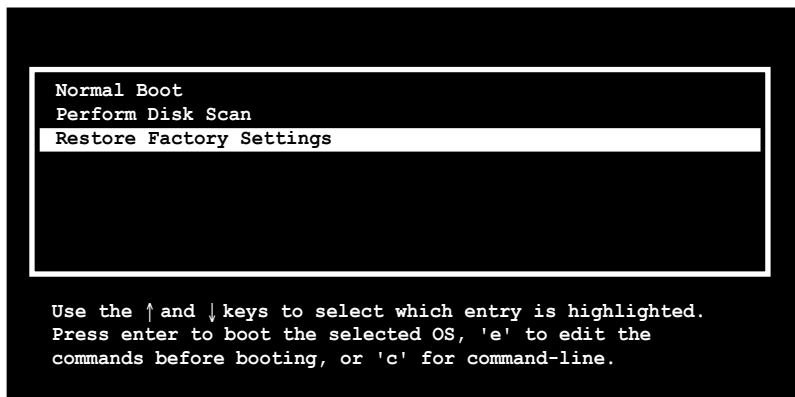 Normal Boot
Perform Disk Scan
Restore Factory Settings
Use the ↑ and ↓ keys to select which entry is highlighted.
Press enter to boot the selected OS, 'e' to edit the
commands before booting, or 'c' for command-line.